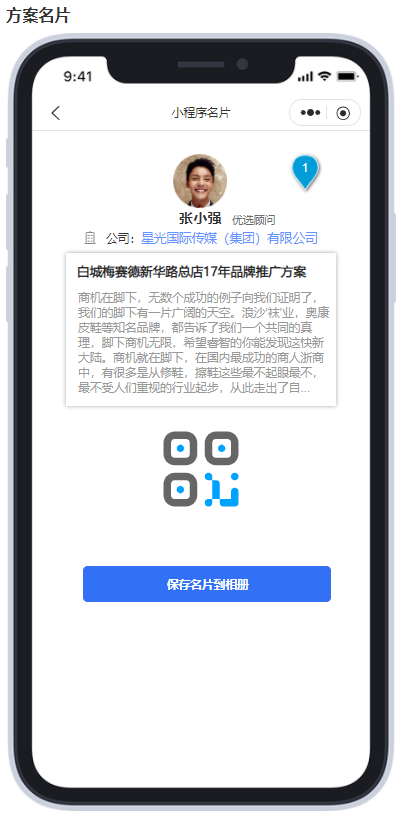 方案名片
9:41
小程序名片
1
张小强 优选顾问
公司：星光国际传媒（集团）有限公司
白城梅赛德新华路总店17年品牌推广方案
商机在脚下，无数个成功的例子向我们证明了，
我们的脚下有一片广阔的天空。浪沙‘袜’业，奥康
皮鞋等知名品牌，都告诉了我们一个共同的真
理，脚下商机无限，希望睿智的你能发现这快新
大陆。商机就在脚下，在国内最成功的商人浙商
中，有很多是从修鞋，擦鞋这些最不起眼最不，
最不受人们重视的行业起步，从此走出了自...
保存名片到相册